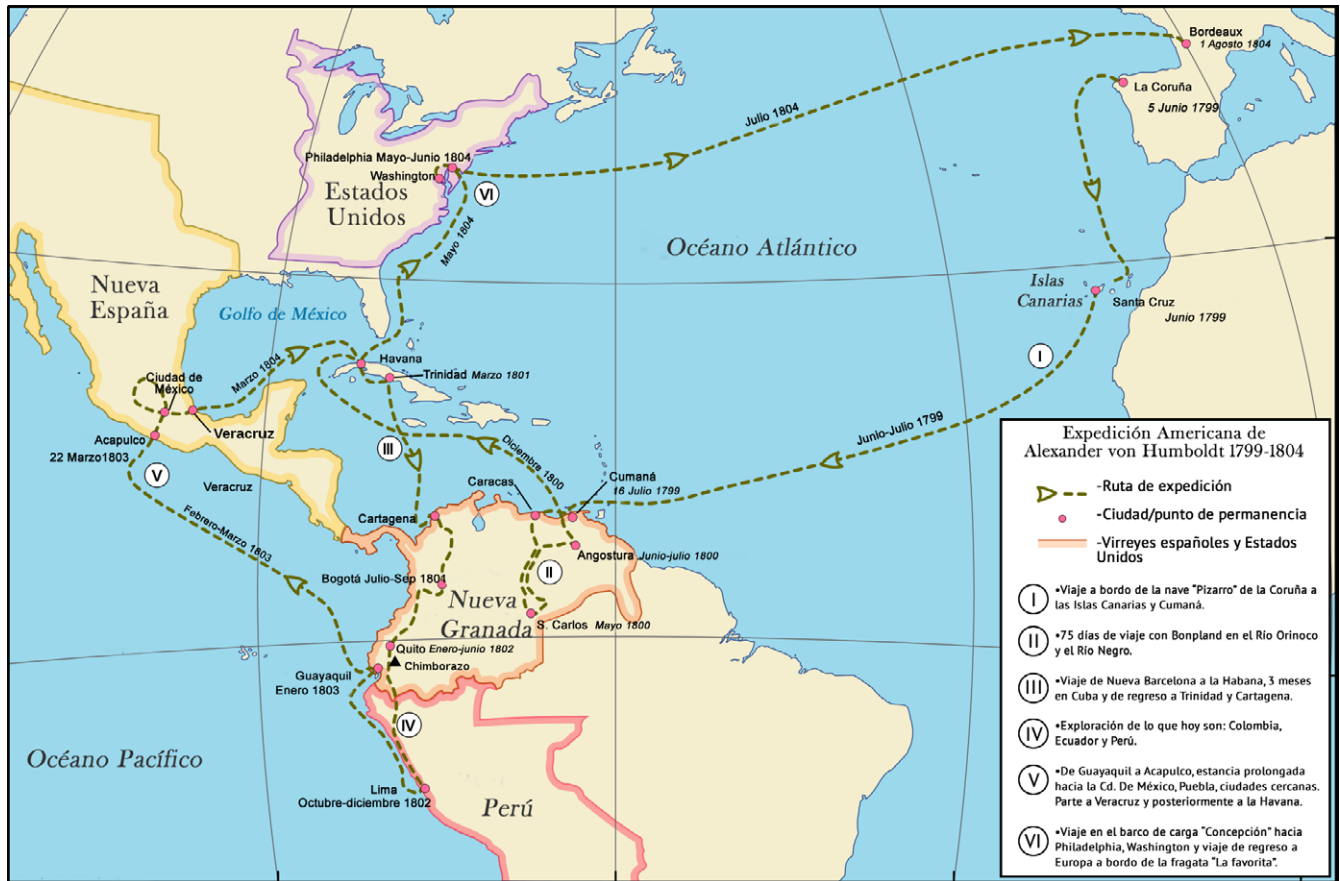 Bordeaux
1 Agosto 1804
La Coruña
5 Junio 1799
Julio 1804
Philadelphia Mayo-Junio 1804
Washington
Estados
Unidos
VI
Mayo 1804
Océano Atlántico
Nueva
España
Golfo de México
Islas
Canarias
Santa Cruz
Junio 1799
I
Marzo 1804
Havana
Trinidad Marzo 1801
Ciudad de
México
Veracruz
Acapulco
22 Marzo1803
V
Veracruz
III
Diciembre 1800
Junio-Julio 1799
Caracas
Cumaná
16 Julio 1799
Cartagena
Febrero-Marzo 1803
Angostura Junio-julio 1800
II
Bogotá Julio-Sep 1801
Nueva
Granada
S. Carlos Mayo 1800
Quito Enero-junio 1802
Chimborazo
Guayaquil
Enero 1803
IV
Océano Pacífico
Lima
Octubre-diciembre 1802
Perú
Expedición Americana de
Alexander von Humboldt 1799-1804
-Ruta de expedición
-Ciudad/punto de permanencia
-Virreyes españoles y Estados
Unidos
I •Viaje a bordo de la nave “Pizarro” de la Coruña a
las Islas Canarias y Cumaná.
II •75 días de viaje con Bonpland en el Río Orinoco
y el Río Negro.
III •Viaje de Nueva Barcelona a la Habana, 3 meses
en Cuba y de regreso a Trinidad y Cartagena.
IV •Exploración de lo que hoy son: Colombia,
Ecuador y Perú.
V •De Guayaquil a Acapulco, estancia prolongada
hacia la Cd. De México, Puebla, ciudades cercanas.
Parte a Veracruz y posteriormente a la Havana.
VI •Viaje en el barco de carga “Concepción” hacia
Philadelphia, Washington y viaje de regreso a
Europa a bordo de la fragata “La favorita”.